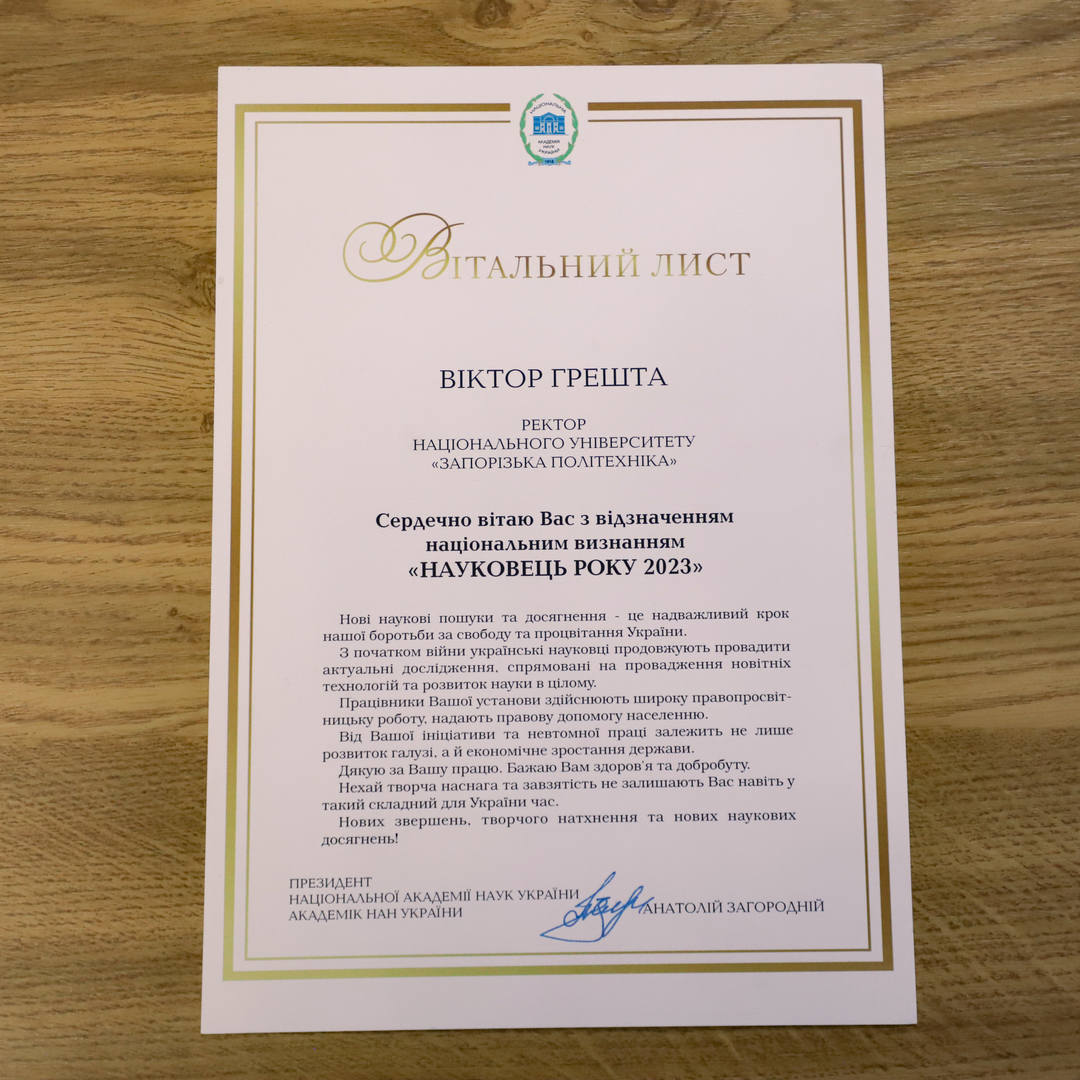 НАЦІОНАЛЬНА
АКАДЕМІЯ
НАУК
УКРАЇНИ
1918
Вітальний лист
ВІКТОР ГРЕШТА
РЕКТОР
НАЦІОНАЛЬНОГО УНІВЕРСИТЕТУ
«ЗАПОРІЗЬКА ПОЛІТЕХНІКА»
Сердечно вітаю Вас з відзначенням
національним визнанням
«НАУКОВЕЦЬ РОКУ 2023»
Нові наукові пошуки та досягнення - це надважливий крок
нашої боротьби за свободу та процвітання України.
З початком війни українські науковці продовжують провадити
актуальні дослідження, спрямовані на провадження новітніх
технологій та розвиток науки в цілому.
Працівники Вашої установи здійснюють широку правопросвіт-
ницьку роботу, надають правову допомогу населенню.
Від Вашої ініціативи та невтомної праці залежить не лише
розвиток галузі, а й економічне зростання держави.
Дякую за Вашу працю. Бажаю Вам здоров'я та добробуту.
Нехай творча наснага та завзятість не залишають Вас навіть у
такий складний для України час.
Нових звершень, творчого натхнення та нових наукових
досягнень!
ПРЕЗИДЕНТ
НАЦІОНАЛЬНОЇ АКАДЕМІЇ НАУК УКРАЇНИ
АКАДЕМІК НАН УКРАЇНИ
АНАТОЛІЙ ЗАГОРОДНІЙ